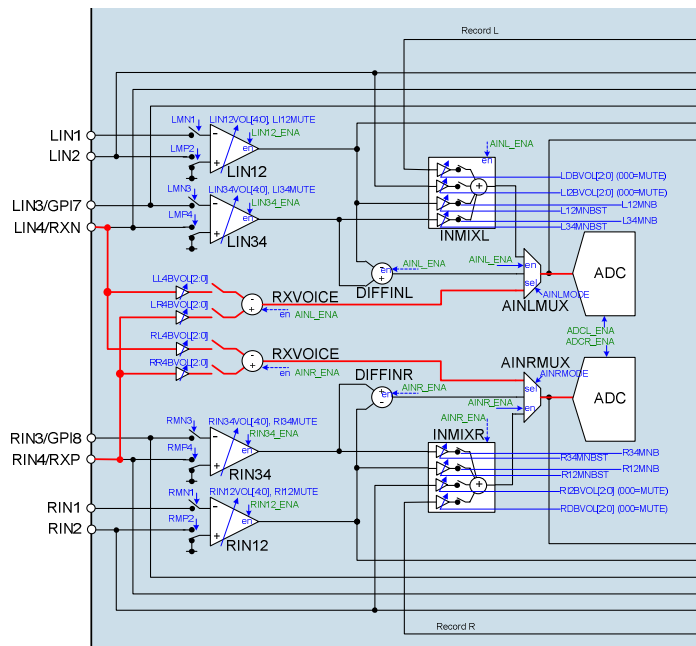 Record L
LMN1
LIN12VOL[4:0], LI12MUTE
LIN12_ENA
LIN1
LIN2
LMP2
-
+
en
LIN12
AINL_ENA
en
LDBVOL[2:0] (000=MUTE)
LI2BVOL[2:0] (000=MUTE)
L12MNB
L12MNBST
L34MNB
L34MNBST
+
INMIXL
LMN3
LIN34VOL[4:0], LI34MUTE
LIN34_ENA
LIN3/GPI7
LIN4/RXN
LMP4
-
+
en
LIN34
AINL_ENA
-
+
DIFFINL
AINL_ENA
en
sel
AINLMODE
AINLMUX
ADC
LL4BVOL[2:0]
LR4BVOL[2:0]
-
+
RXVOICE
en
AINL_ENA
ADCL_ENA
ADCR_ENA
RL4BVOL[2:0]
RR4BVOL[2:0]
-
+
RXVOICE
en
AINR_ENA
AINRMUX
AINRMODE
sel
en
ADC
DIFFINR
+
-
AINR_ENA
AINR_ENA
AINR_ENA
en
INMIXR
RMN3
RIN34VOL[4:0], RI34MUTE
RIN34_ENA
RIN3/GPI8
RIN4/RXP
RMP4
-
+
en
RIN34
R34MNB
R34MNBST
R12MNB
R12MNBST
RI2BVOL[2:0] (000=MUTE)
RDBVOL[2:0] (000=MUTE)
+
RMN1
RIN12VOL[4:0], RI12MUTE
RIN12_ENA
RIN1
RIN2
RMP2
-
+
en
RIN12
Record R